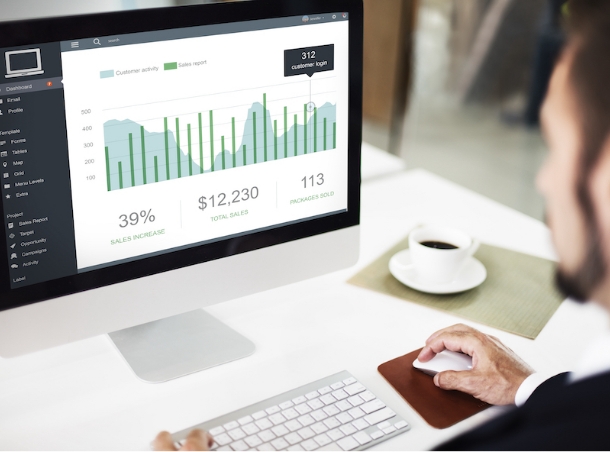 Customer activity
Sales report
312
customer: login
Dashboard
Email
Profile
Template
Forms
Tables
Map
Grid
Menu Levels
Extra
Project
Sales Report
Target
Opportunity
Campaigns
Activity
Label
500
400
300
200
100
39%
SALES INCREASE
$12,230
TOTAL SALES
113
PACKAGES SOLD